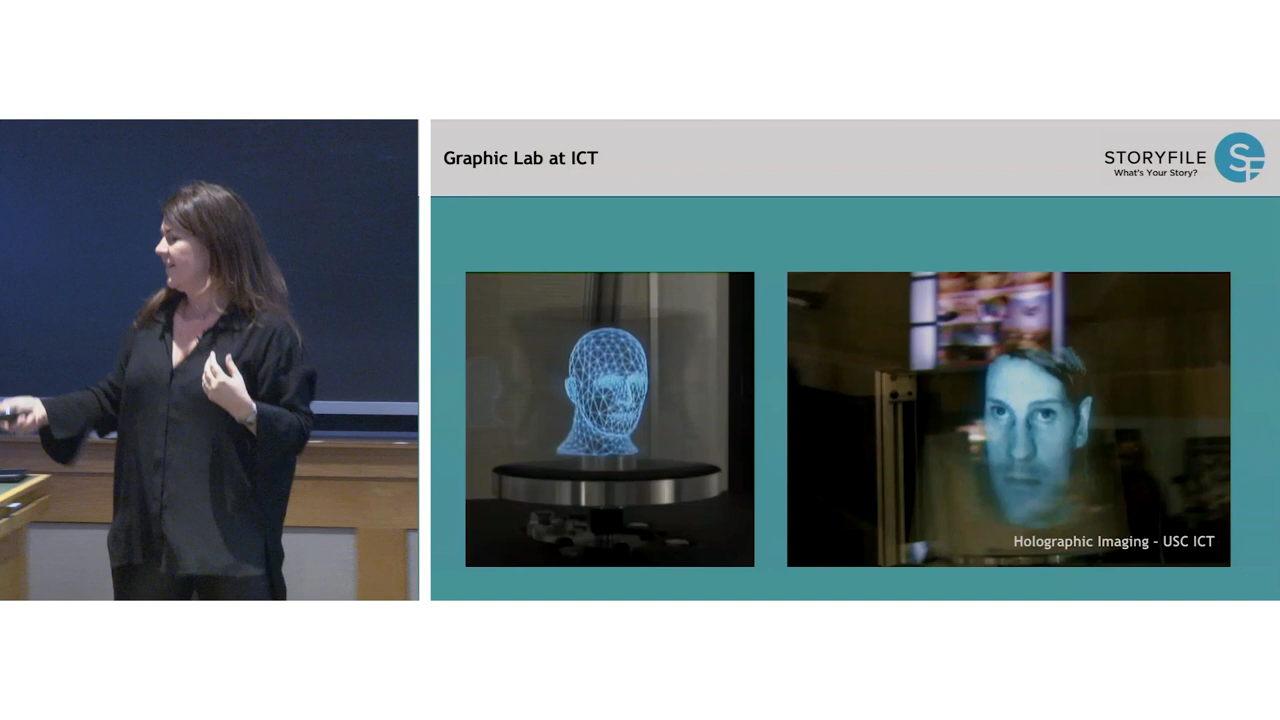 Graphic Lab at ICT
STORYFILE
What's Your Story?
SF
Holographic Imaging - USC ICT